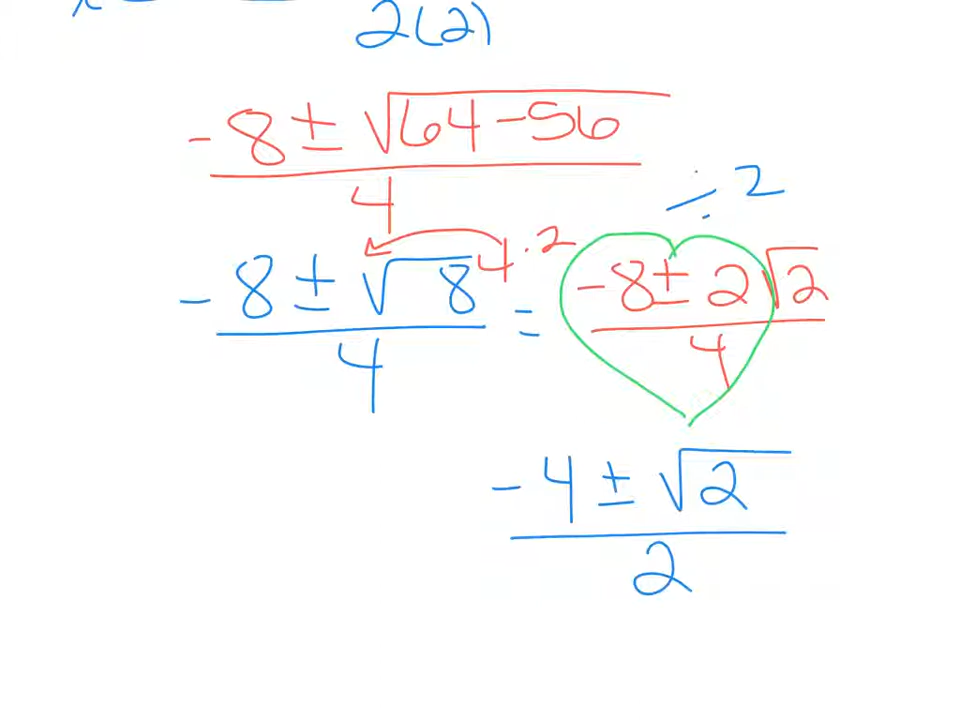 2(2)
-8 ± √64-56
4
÷ 2
-8 ± √8 4·2 = -8 ± 2√2
4 4
-4 ± √2
2